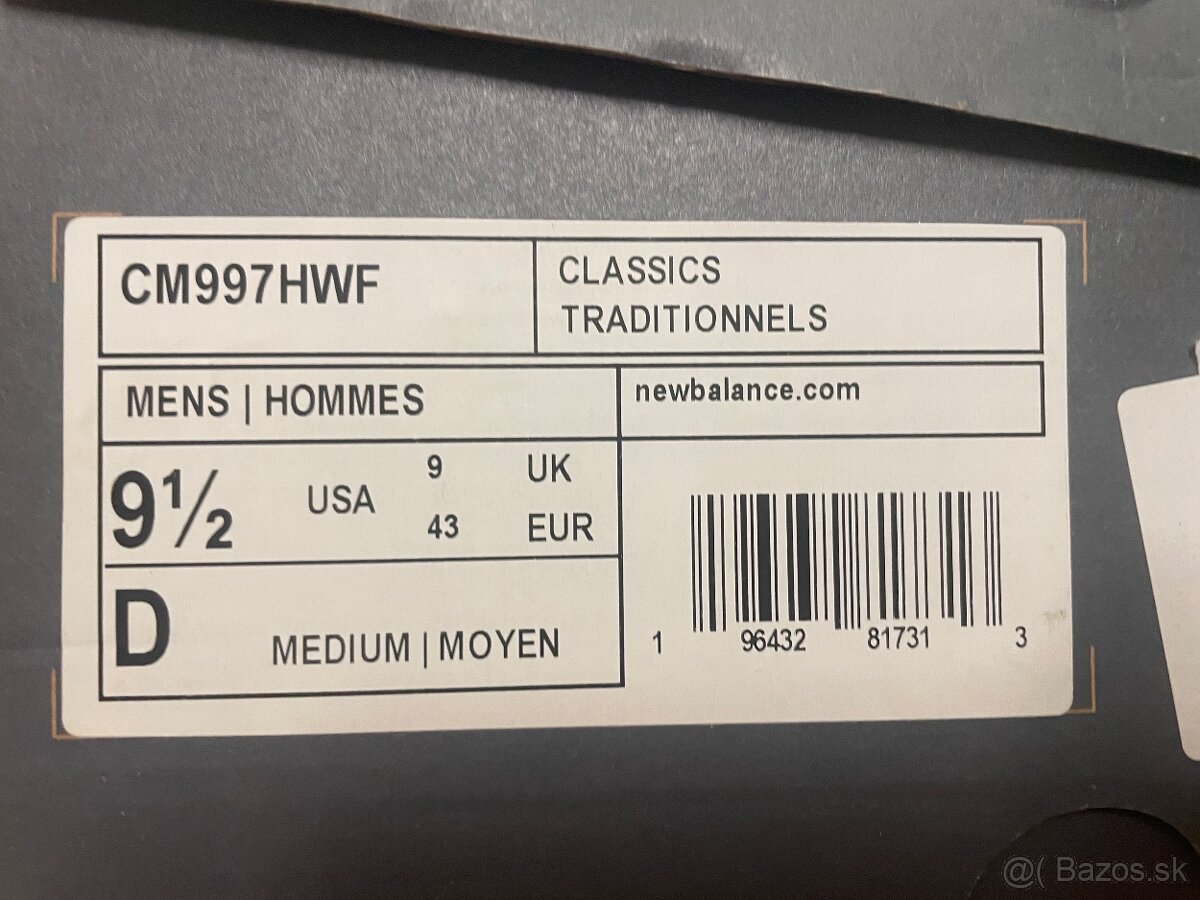 CM997HWF
CLASSICS
TRADITIONNELS
MENS | HOMMES
newbalance.com
9½ USA 9 UK
43 EUR
D MEDIUM | MOYEN
1 96432 81731 3
@( Bazos.sk